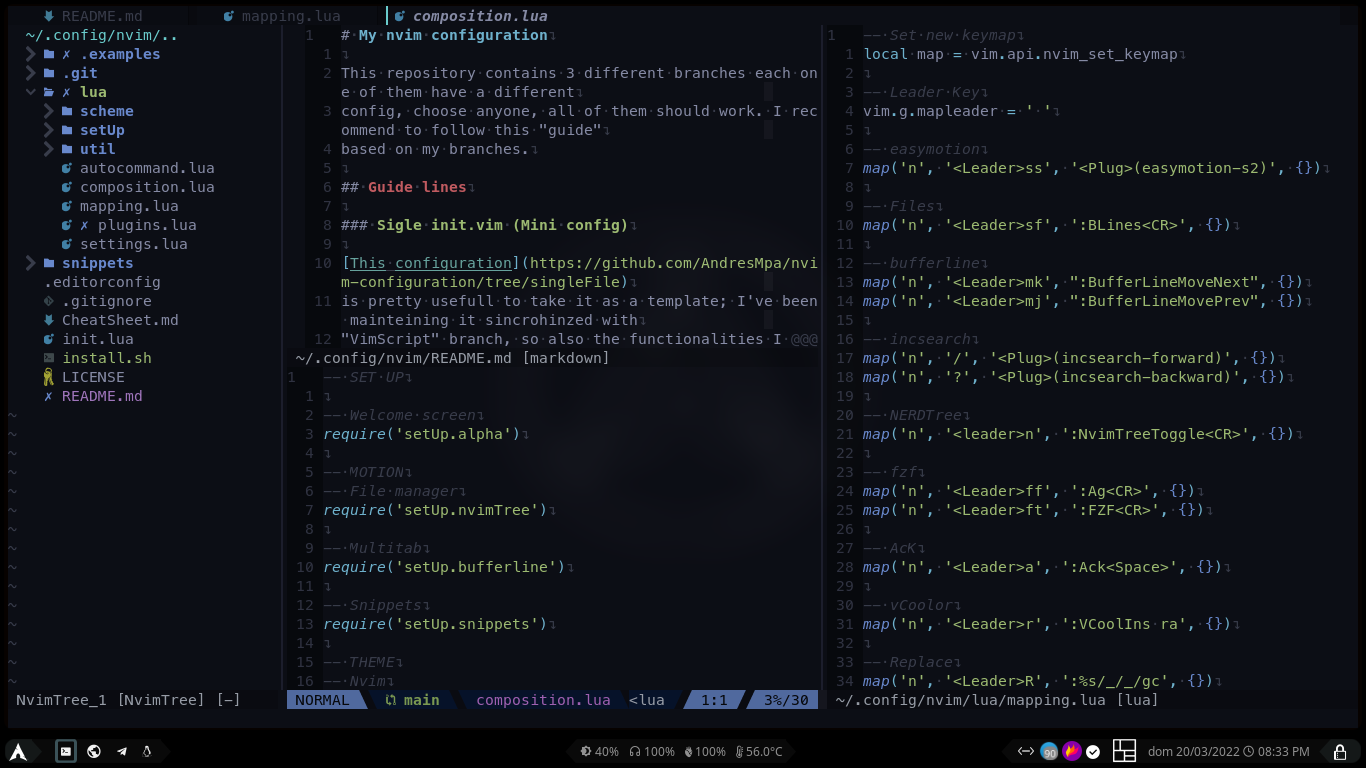 README.md mapping.lua composition.lua
~/.config/nvim/..
✗ .examples
.git
✗ lua
scheme
setUp
util
autocommand.lua
composition.lua
mapping.lua
✗ plugins.lua
settings.lua
snippets
.editorconfig
.gitignore
CheatSheet.md
init.lua
install.sh
LICENSE
✗ README.md
NvimTree_1 [NvimTree] [-]
1 # My nvim configuration
1
2 This repository contains 3 different branches each on
e of them have a different
3 config, choose anyone, all of them should work. I rec
ommend to follow this "guide"
4 based on my branches.
5
6 ## Guide lines
7
8 ### Sigle init.vim (Mini config)
9
10 [This configuration](https://github.com/AndresMpa/nvi
m-configuration/tree/singleFile)
11 is pretty usefull to take it as a template; I've been
mainteining it sincrohinzed with
12 "VimScript" branch, so also the functionalities I @@@
~/.config/nvim/README.md [markdown]
1 -- SET UP
1
2 -- Welcome screen
3 require('setUp.alpha')
4
5 -- MOTION
6 -- File manager
7 require('setUp.nvimTree')
8
9 -- Multitab
10 require('setUp.bufferline')
11
12 -- Snippets
13 require('setUp.snippets')
14
15 -- THEME
16 -- Nvim
NORMAL main composition.lua <lua 1:1 3%/30
1 -- Set new keymap
1 local map = vim.api.nvim_set_keymap
2
3 -- Leader Key
4 vim.g.mapleader = ' '
5
6 -- easymotion
7 map('n', '<Leader>ss', '<Plug>(easymotion-s2)', {})
8
9 -- Files
10 map('n', '<Leader>sf', ':BLines<CR>', {})
11
12 -- bufferline
13 map('n', '<Leader>mk', ":BufferLineMoveNext", {})
14 map('n', '<Leader>mj', ":BufferLineMovePrev", {})
15
16 -- incsearch
17 map('n', '/', '<Plug>(incsearch-forward)', {})
18 map('n', '?', '<Plug>(incsearch-backward)', {})
19
20 -- NERDTree
21 map('n', '<leader>n', ':NvimTreeToggle<CR>', {})
22
23 -- fzf
24 map('n', '<Leader>ff', ':Ag<CR>', {})
25 map('n', '<Leader>ft', ':FZF<CR>', {})
26
27 -- AcK
28 map('n', '<Leader>a', ':Ack<Space>', {})
29
30 -- vCoolor
31 map('n', '<Leader>r', ':VCoolIns ra', {})
32
33 -- Replace
34 map('n', '<Leader>R', ':%s/_/_/gc', {})
~/.config/nvim/lua/mapping.lua [lua]
40% 100% 100% 56.0°C 90 dom 20/03/2022 08:33 PM